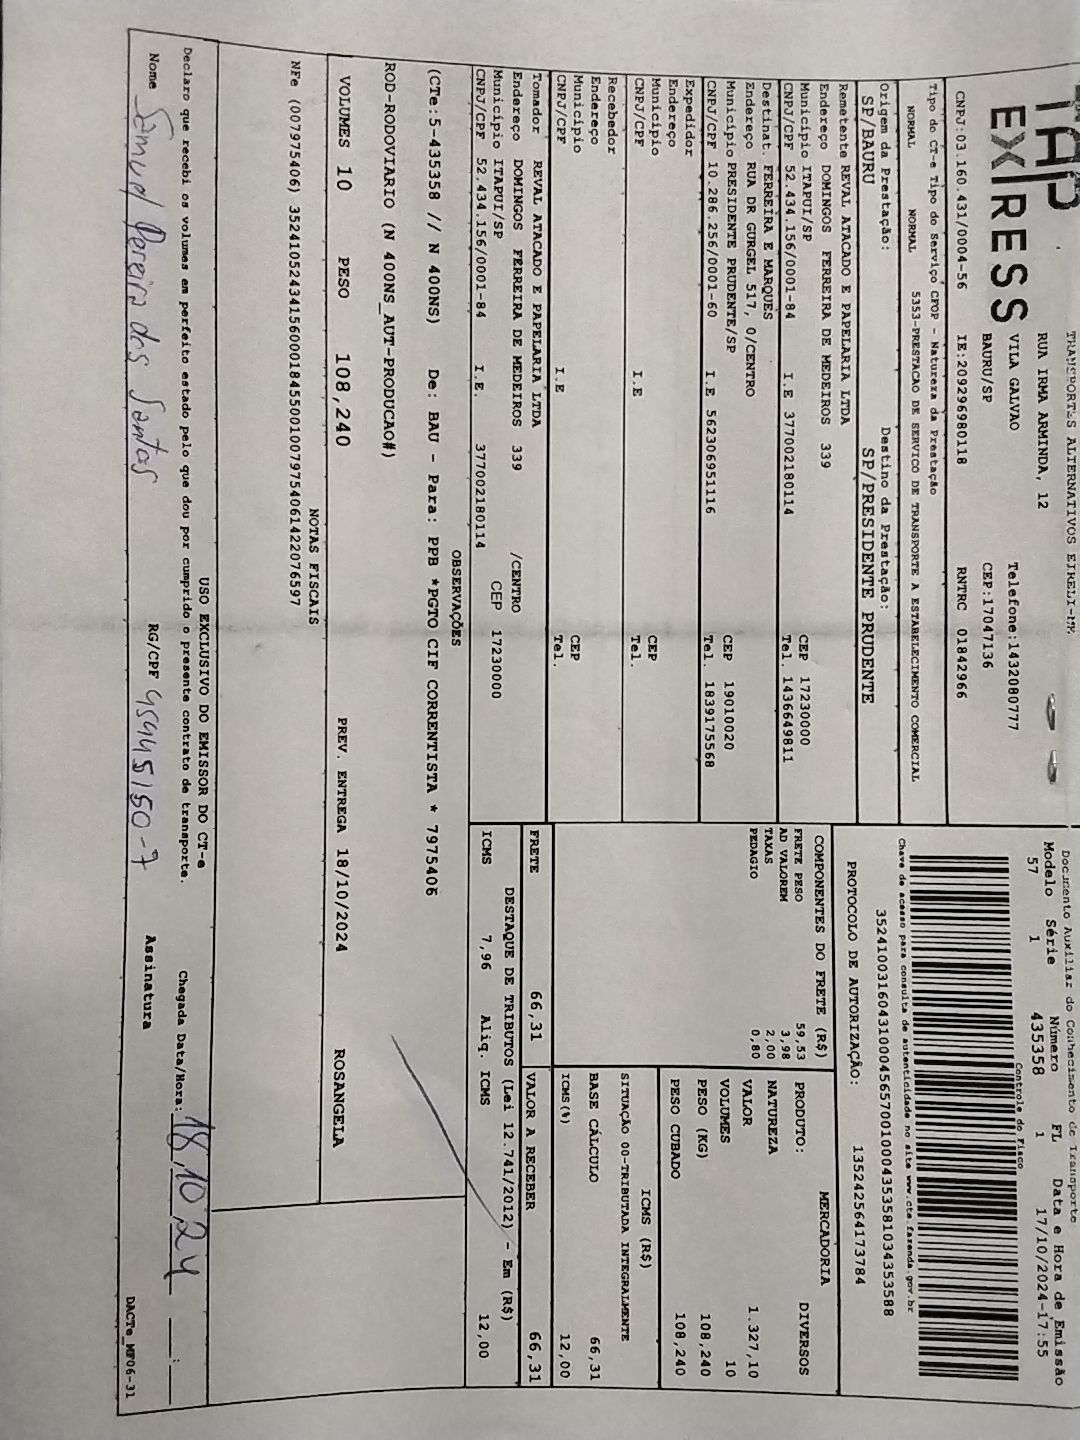 TAP
EXPRESS
TRANSPORTES ALTERNATIVOS EIRELI-ME
RUA IRMA ARMINDA, 12
VILA GALVAO
BAURU/SP
Telefone:1432080777
CEP:17047136
CNPJ:03.160.431/0004-56 IE:209296980118 RNTRC 01842966
Documento Auxiliar do Conhecimento de Transporte
Modelo Série Número FL Data e Hora de Emissão
57 1 435358 1 17/10/2024-17:55
Controle do Fisco
Chave de acesso para consulta de autenticidade no site www.cte.fazenda.gov.br
35241003160431000456570010004353581034353588
PROTOCOLO DE AUTORIZAÇÃO: 135242564173784
Tipo do CT-e Tipo do Serviço CFOP - Natureza da Prestação
NORMAL NORMAL 5353-PRESTACAO DE SERVICO DE TRANSPORTE A ESTABELECIMENTO COMERCIAL
Origem da Prestação: Destino da Prestação:
SP/BAURU SP/PRESIDENTE PRUDENTE
Remetente REVAL ATACADO E PAPELARIA LTDA
Endereço DOMINGOS FERREIRA DE MEDEIROS 339
Município ITAPUI/SP CEP 17230000
CNPJ/CPF 52.434.156/0001-84 I.E 377002180114 Tel. 1436649811
Destinat. FERREIRA E MARQUES
Endereço RUA DR GURGEL 517, 0/CENTRO
Município PRESIDENTE PRUDENTE/SP CEP 19010020
CNPJ/CPF 10.286.256/0001-60 I.E 562306951116 Tel. 1839175568
Expedidor
Endereço
Município CEP
CNPJ/CPF I.E Tel.
Recebedor
Endereço
Município CEP
CNPJ/CPF I.E Tel.
Tomador REVAL ATACADO E PAPELARIA LTDA
Endereço DOMINGOS FERREIRA DE MEDEIROS 339 /CENTRO
Município ITAPUI/SP CEP 17230000
CNPJ/CPF 52.434.156/0001-84 I.E. 377002180114
COMPONENTES DO FRETE (R$)
FRETE PESO 59,53
AD VALOREM 3,98
TAXAS 2,00
PEDAGIO 0,80
MERCADORIA
PRODUTO: DIVERSOS
NATUREZA
VALOR 1.327,10
VOLUMES 10
PESO (KG) 108,240
PESO CUBADO 108,240
ICMS (R$)
SITUAÇÃO 00-TRIBUTADA INTEGRALMENTE
BASE CÁLCULO 66,31
ICMS (%) 12,00
FRETE 66,31 VALOR A RECEBER 66,31
DESTAQUE DE TRIBUTOS (Lei 12.741/2012) - Em (R$)
ICMS 7,96 Aliq. ICMS 12,00
OBSERVAÇÕES
(CTe:5-435358 // N 400NS) De: BAU - Para: PPB *PGTO CIF CORRENTISTA * 7975406
ROD-RODOVIARIO (N 400NS_AUT-PRODUCAO#)
VOLUMES 10 PESO 108,240 PREV. ENTREGA 18/10/2024 ROSANGELA
NOTAS FISCAIS
NFe (007975406) 35241052434156000184550010079754061422076597
USO EXCLUSIVO DO EMISSOR DO CT-e
Declaro que recebi os volumes em perfeito estado pelo que dou por cumprido o presente contrato de transporte. Chegada Data/Hora: 18/10/24 __:__
Nome Pereira dos Santos RG/CPF 45445150-7 Assinatura
DACTe_MF06-31